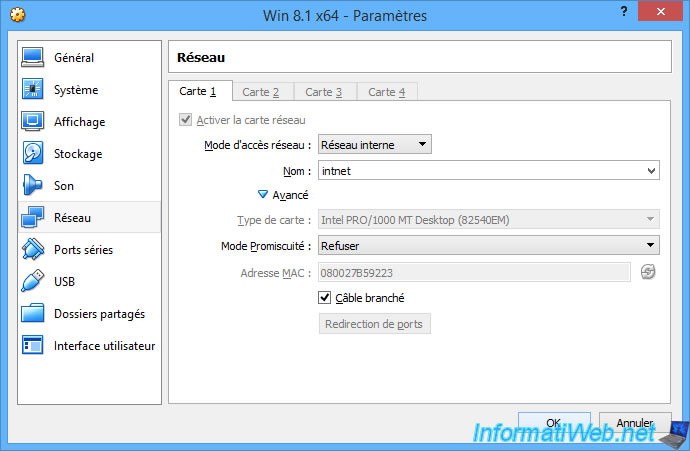 Win 8.1 x64 - Paramètres
?
Général
Système
Affichage
Stockage
Son
Réseau
Ports séries
USB
Dossiers partagés
Interface utilisateur
Réseau
Carte 1 Carte 2 Carte 3 Carte 4
Activer la carte réseau
Mode d'accès réseau : Réseau interne
Nom : intnet
Avancé
Type de carte : Intel PRO/1000 MT Desktop (82540EM)
Mode Promiscuité : Refuser
Adresse MAC : 080027B59223
Câble branché
Redirection de ports
OK Annuler
InformatiWeb.net